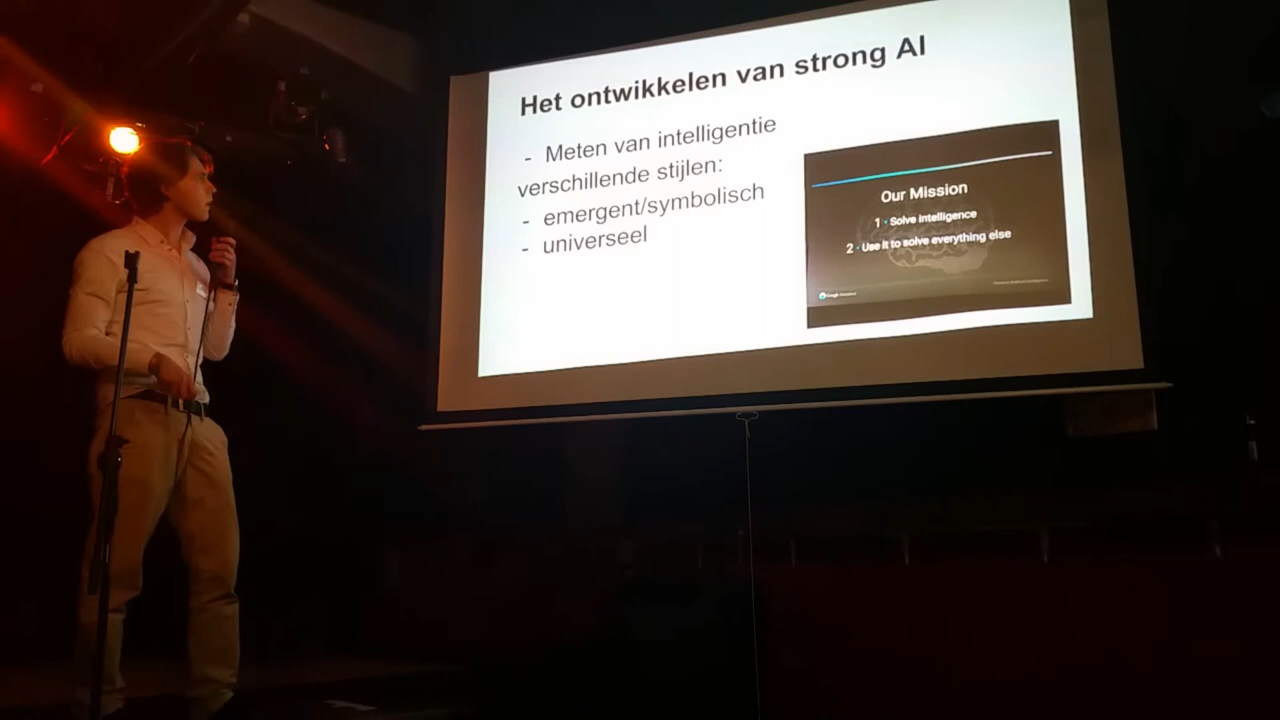 Het ontwikkelen van strong AI
- Meten van intelligentie
verschillende stijlen:
- emergent/symbolisch
- universeel
Our Mission
1 · Solve intelligence
2 · Use it to solve everything else
Google